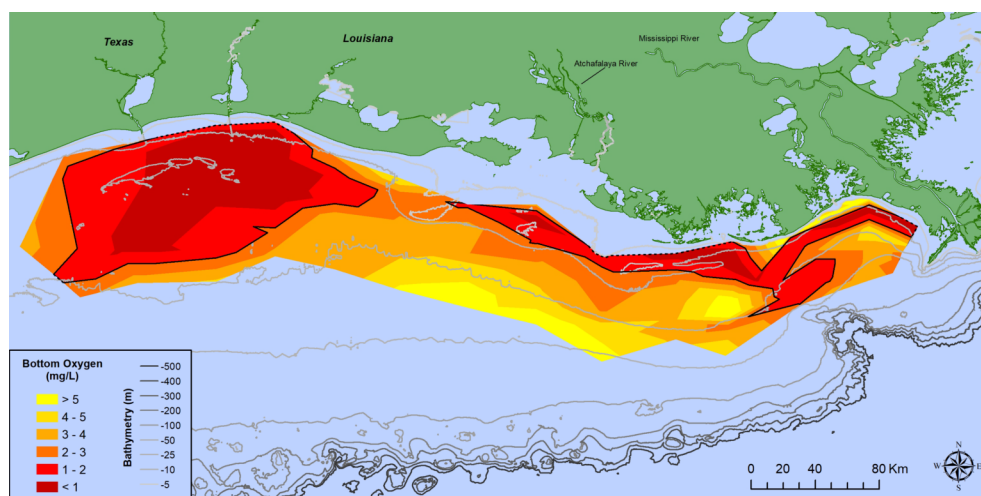 Texas
Louisiana
Mississippi River
Atchafalaya River
Bottom Oxygen
(mg/L)
> 5
4 - 5
3 - 4
2 - 3
1 - 2
< 1
Bathymetry (m)
-500
-400
-300
-200
-100
-50
-25
-10
-5
0 20 40 80 Km
N
W E
S